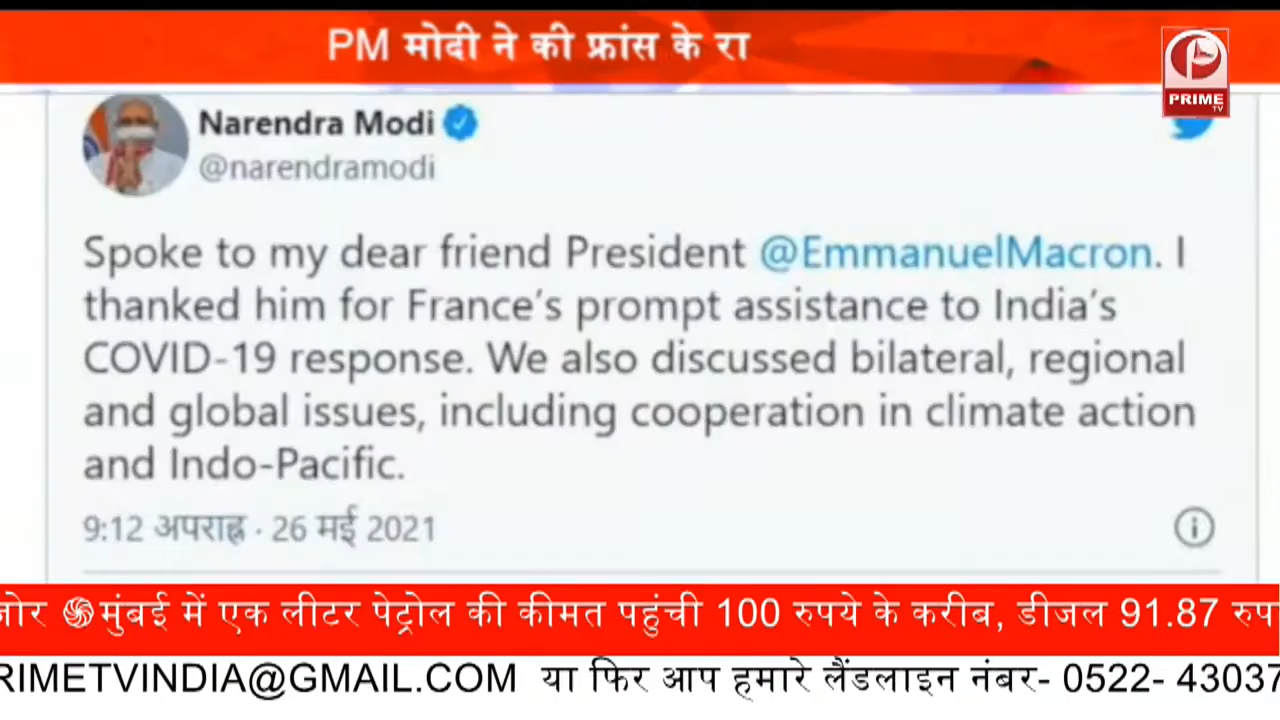 PM मोदी ने की फ्रांस के रा
PRIME
TV
Narendra Modi
@narendramodi
Spoke to my dear friend President @EmmanuelMacron. I
thanked him for France's prompt assistance to India's
COVID-19 response. We also discussed bilateral, regional
and global issues, including cooperation in climate action
and Indo-Pacific.
9:12 अपराह्न · 26 मई 2021
जोर मुंबई में एक लीटर पेट्रोल की कीमत पहुंची 100 रुपये के करीब, डीजल 91.87 रुप
RIMETVINDIA@GMAIL.COM या फिर आप हमारे लैंडलाइन नंबर- 0522- 43037